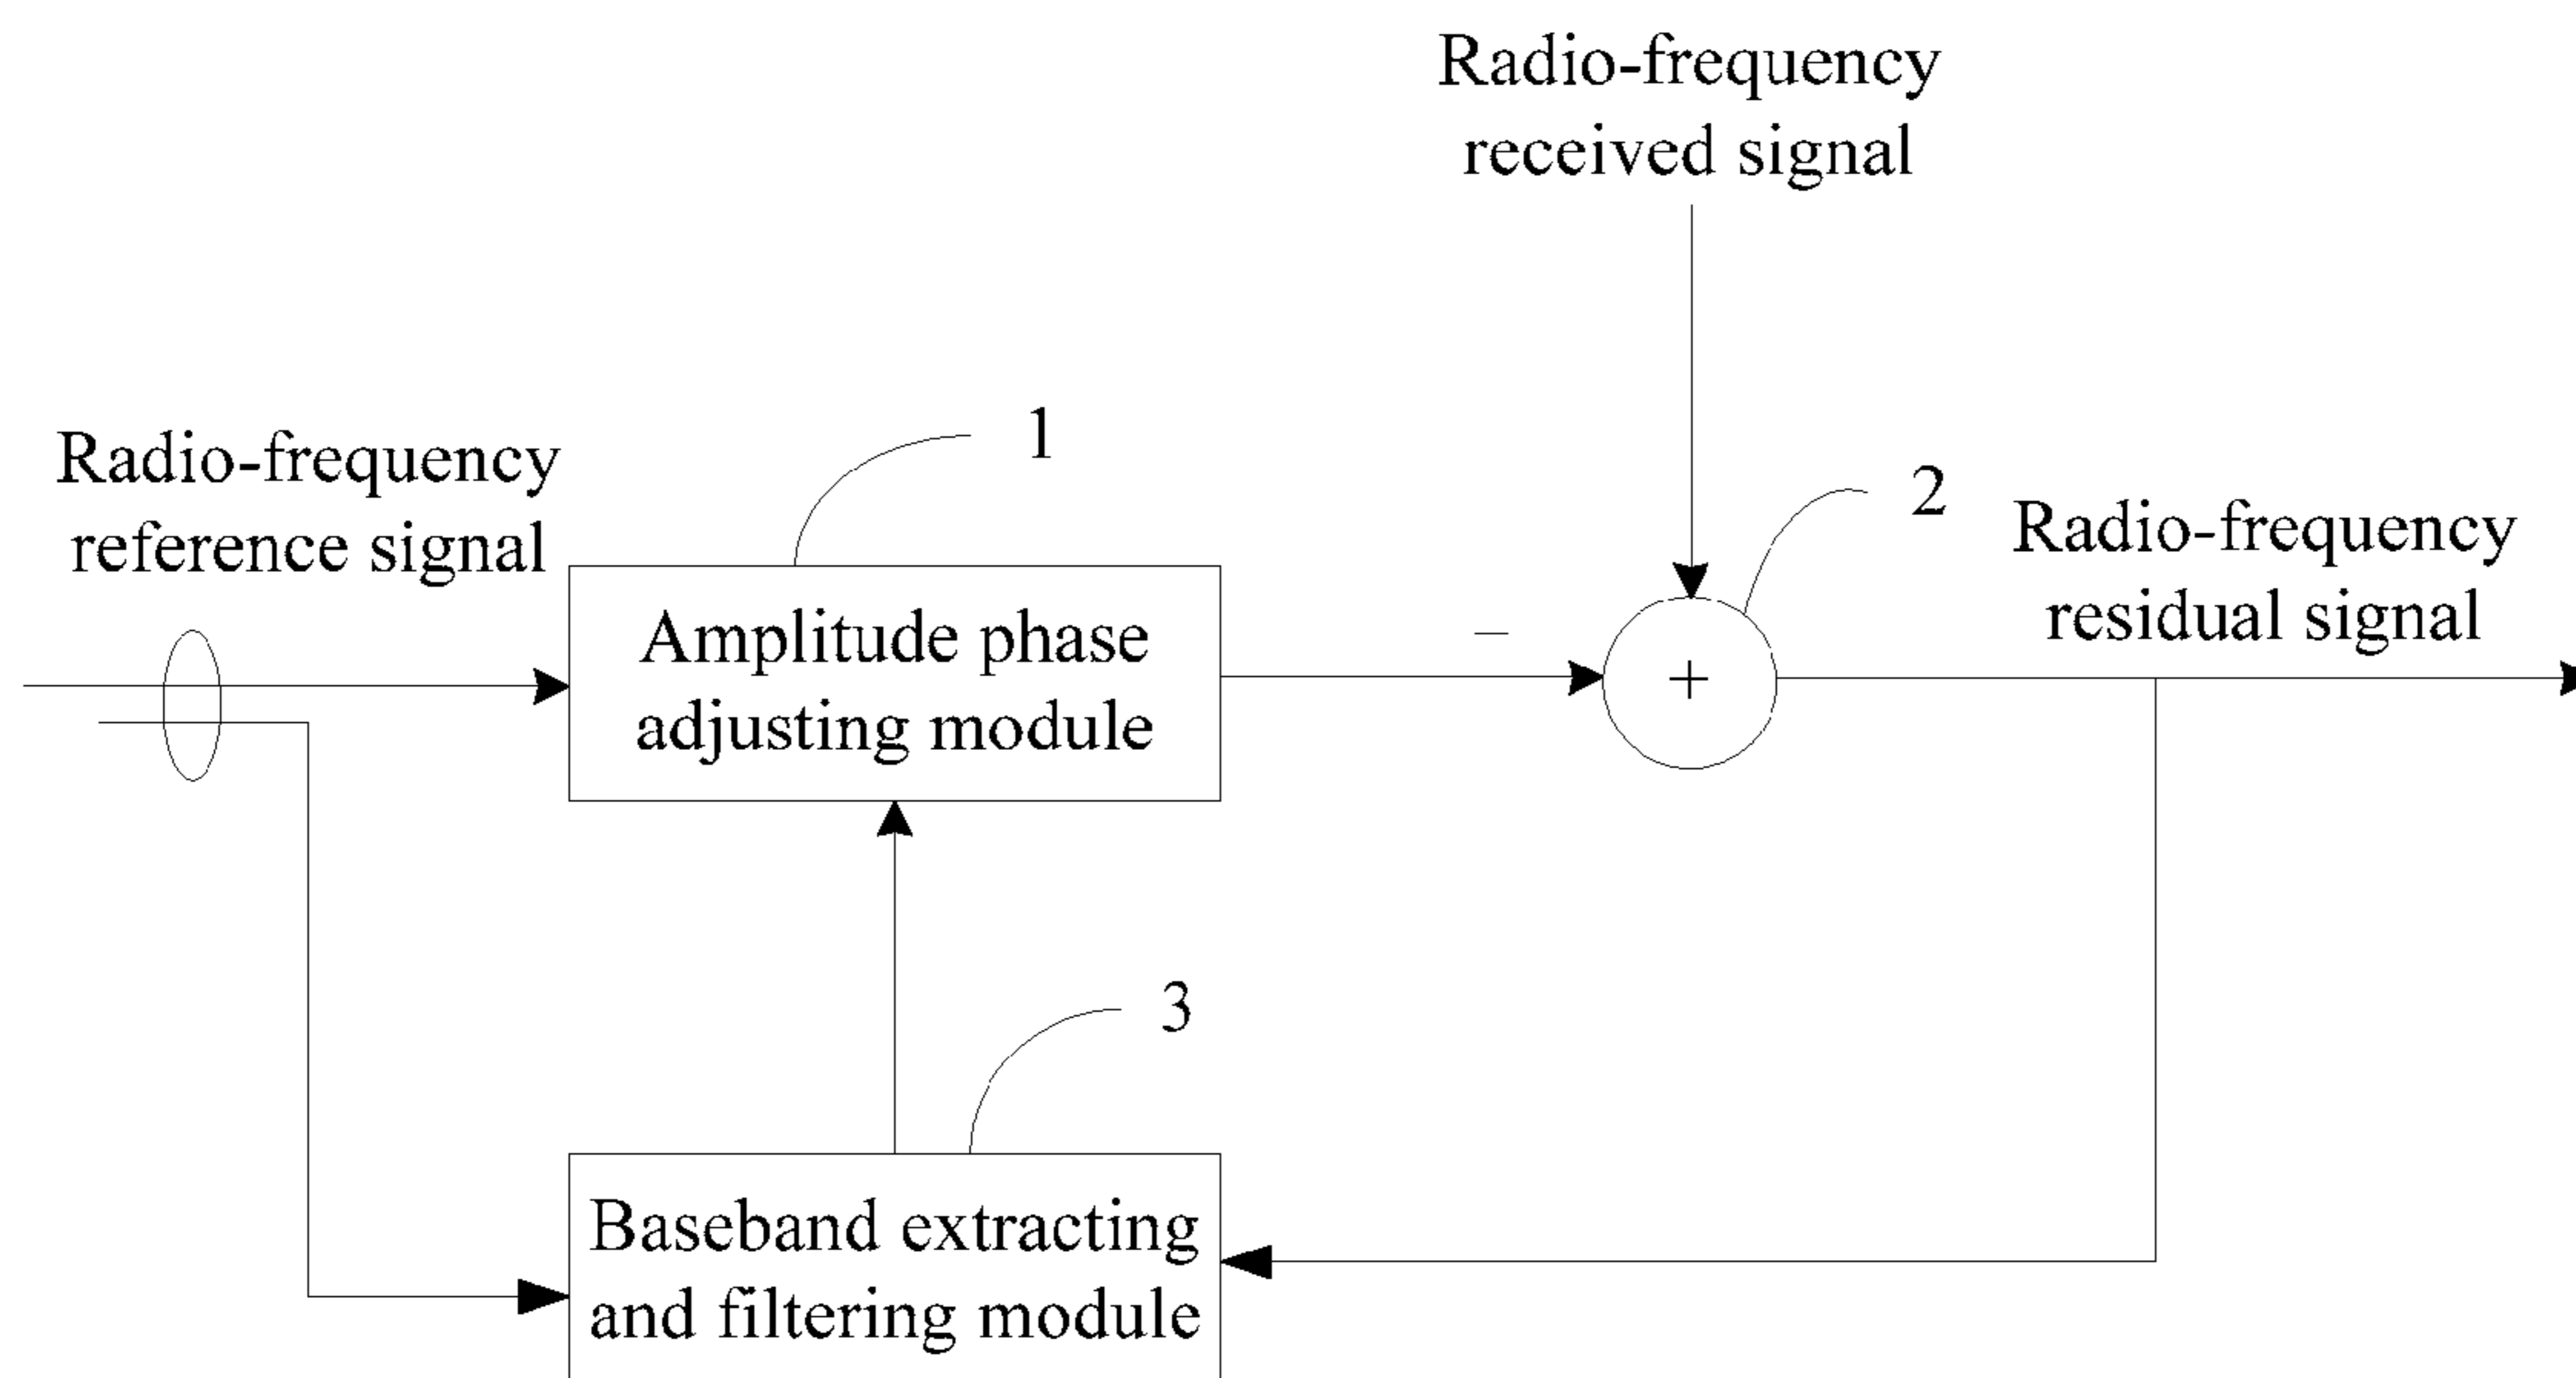 Radio-frequency
received signal
1
Radio-frequency
reference signal
2
Radio-frequency
residual signal
Amplitude phase
adjusting module
–
+
3
Baseband extracting
and filtering module